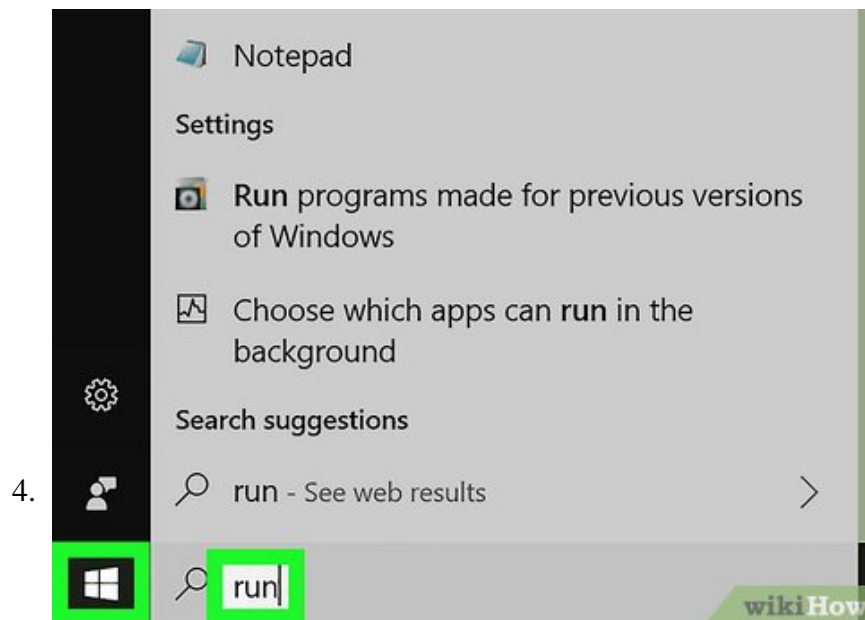 Notepad
Settings
Run programs made for previous versions
of Windows
Choose which apps can run in the
background
Search suggestions
4.
run - See web results
run
wikiHow